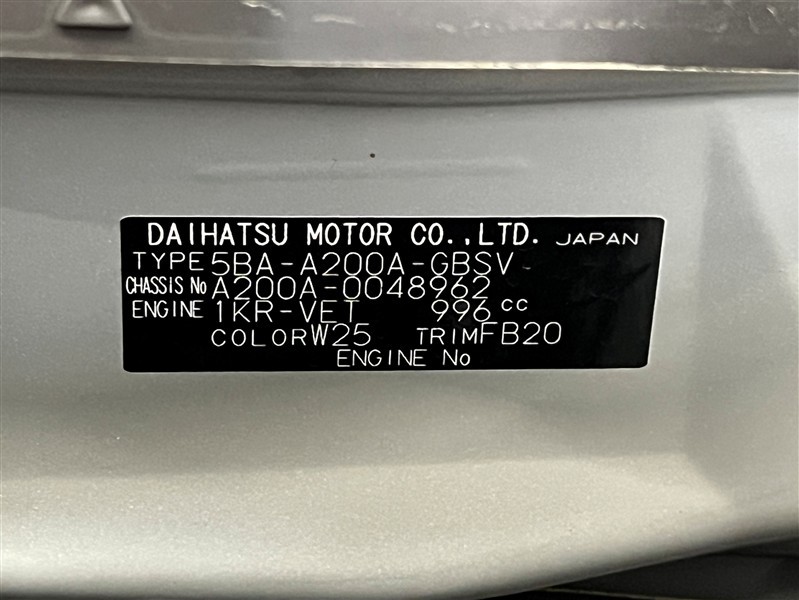 DAIHATSU MOTOR CO.,LTD. JAPAN
TYPE 5BA-A200A-GBSV
CHASSIS No A200A-0048962
ENGINE 1KR-VET 996 cc
COLOR W25 TRIM FB20
ENGINE No